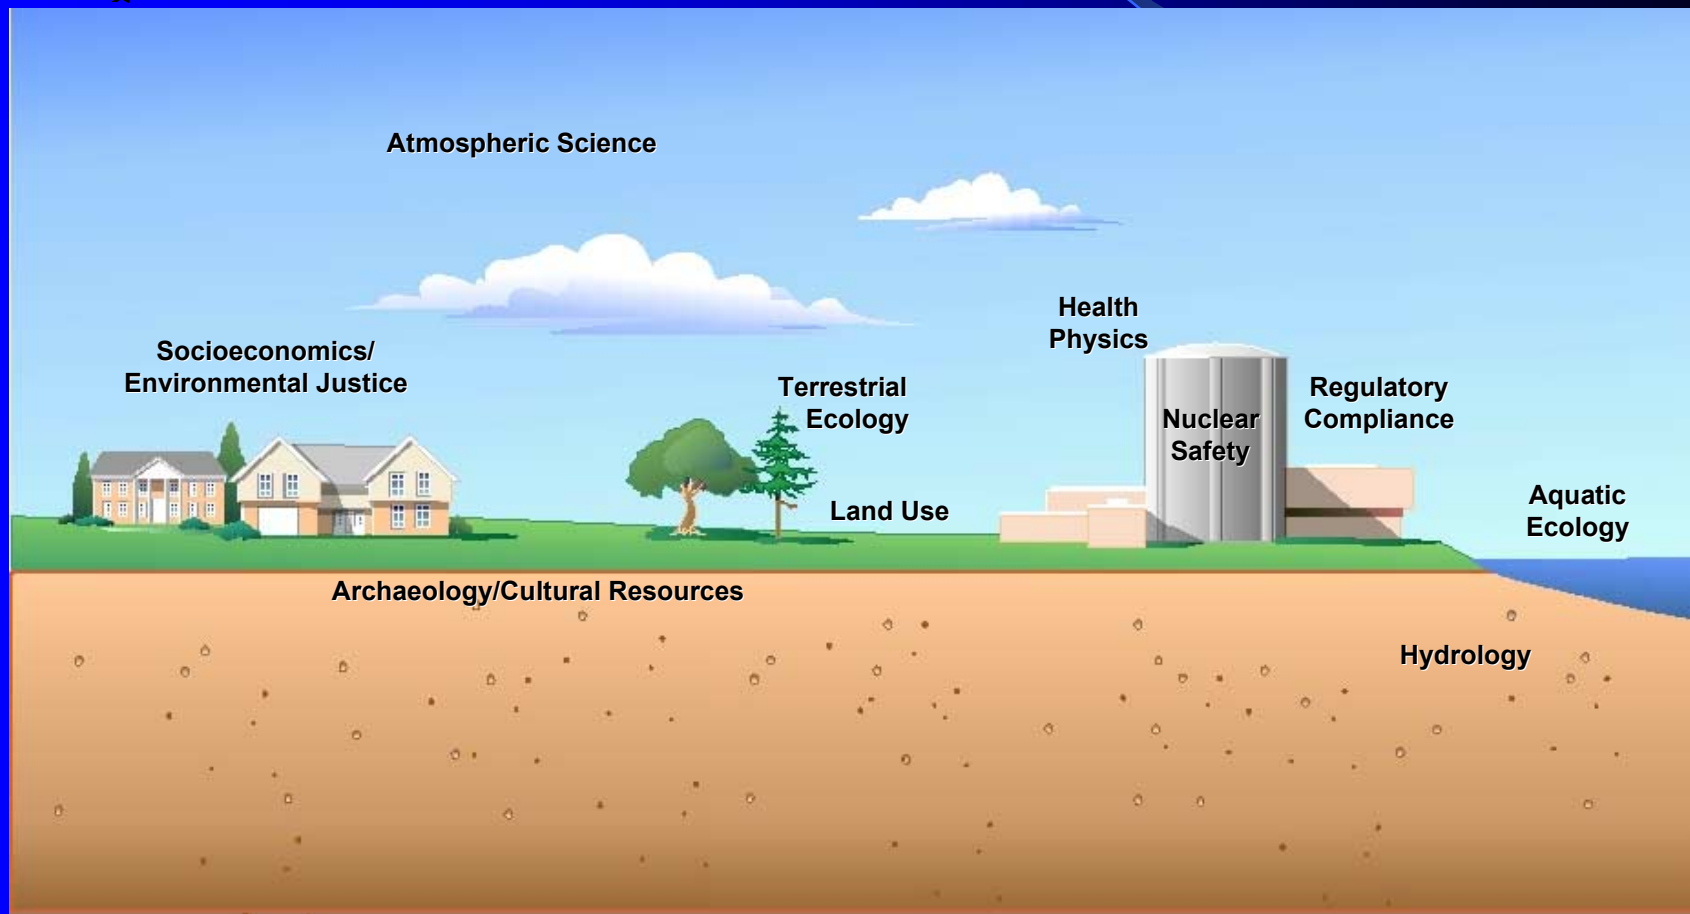 Atmospheric Science
Health
Physics
Socioeconomics/
Environmental Justice
Terrestrial
Ecology
Regulatory
Compliance
Nuclear
Safety
Land Use
Aquatic
Ecology
Archaeology/Cultural Resources
Hydrology